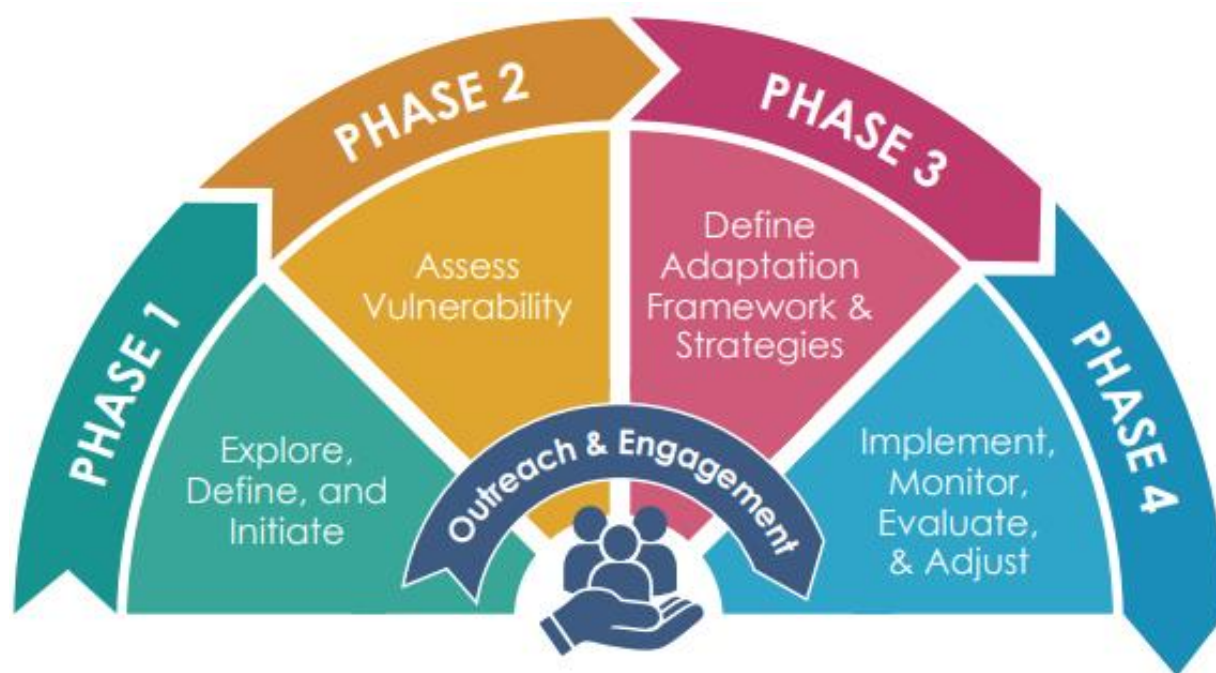 PHASE 1
Explore,
Define, and
Initiate
PHASE 2
Assess
Vulnerability
PHASE 3
Define
Adaptation
Framework &
Strategies
PHASE 4
Implement,
Monitor,
Evaluate,
& Adjust
Outreach & Engagement